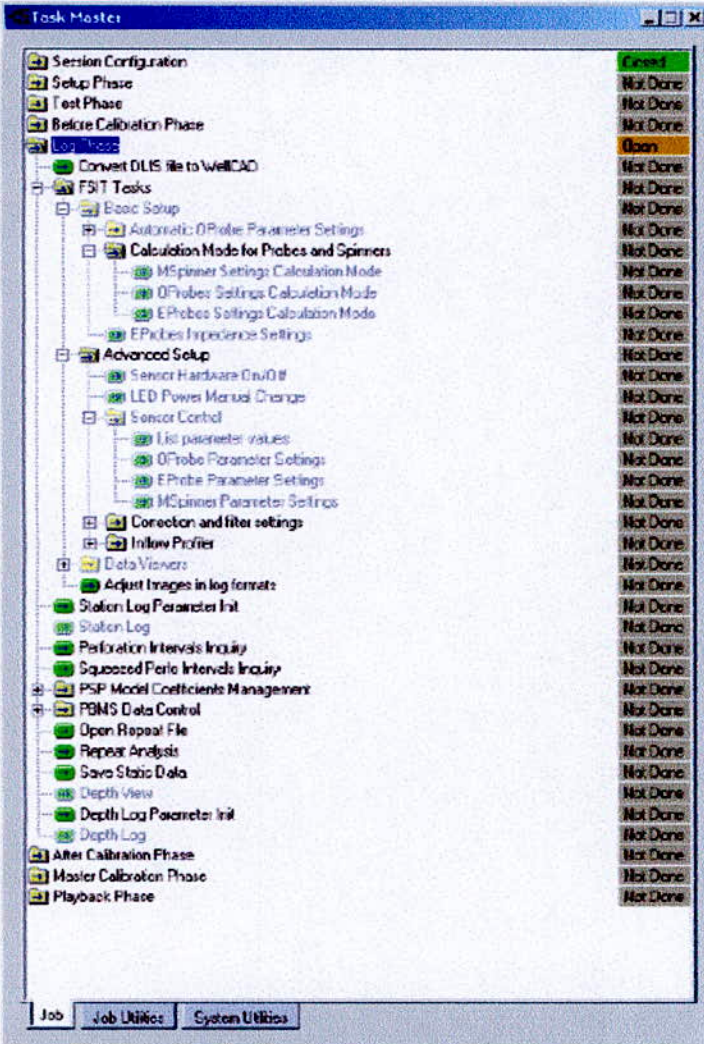 Task Master
Session Configuration Closed
Setup Phase Not Done
Test Phase Not Done
Before Calibration Phase Not Done
Log Phase Open
Convert DLIS file to WellCAD Not Done
FSIT Tasks Not Done
Basic Setup Not Done
Automatic OProbe Parameter Settings Not Done
Calculation Mode for Probes and Spinners Not Done
MSpinner Settings Calculation Mode Not Done
OProbes Settings Calculation Mode Not Done
EProbes Settings Calculation Mode Not Done
EProbes Impedance Settings Not Done
Advanced Setup Not Done
Sensor Hardware On/Off Not Done
LED Power Manual Change Not Done
Sensor Control Not Done
List parameter values Not Done
OProbe Parameter Settings Not Done
EProbe Parameter Settings Not Done
MSpinner Parameter Settings Not Done
Correction and filter settings Not Done
Inflow Profiler Not Done
Data Viewers Not Done
Adjust Images in log formats Not Done
Station Log Parameter Init Not Done
Station Log Not Done
Perforation Intervals Inquiry Not Done
Squeezed Perfo Intervals Inquiry Not Done
PSP Model Coefficients Management Not Done
PBMS Data Control Not Done
Open Repeat File Not Done
Repeat Analysis Not Done
Save Static Data Not Done
Depth View Not Done
Depth Log Parameter Init Not Done
Depth Log Not Done
After Calibration Phase Not Done
Master Calibration Phase Not Done
Playback Phase Not Done
Job Job Utilities System Utilities